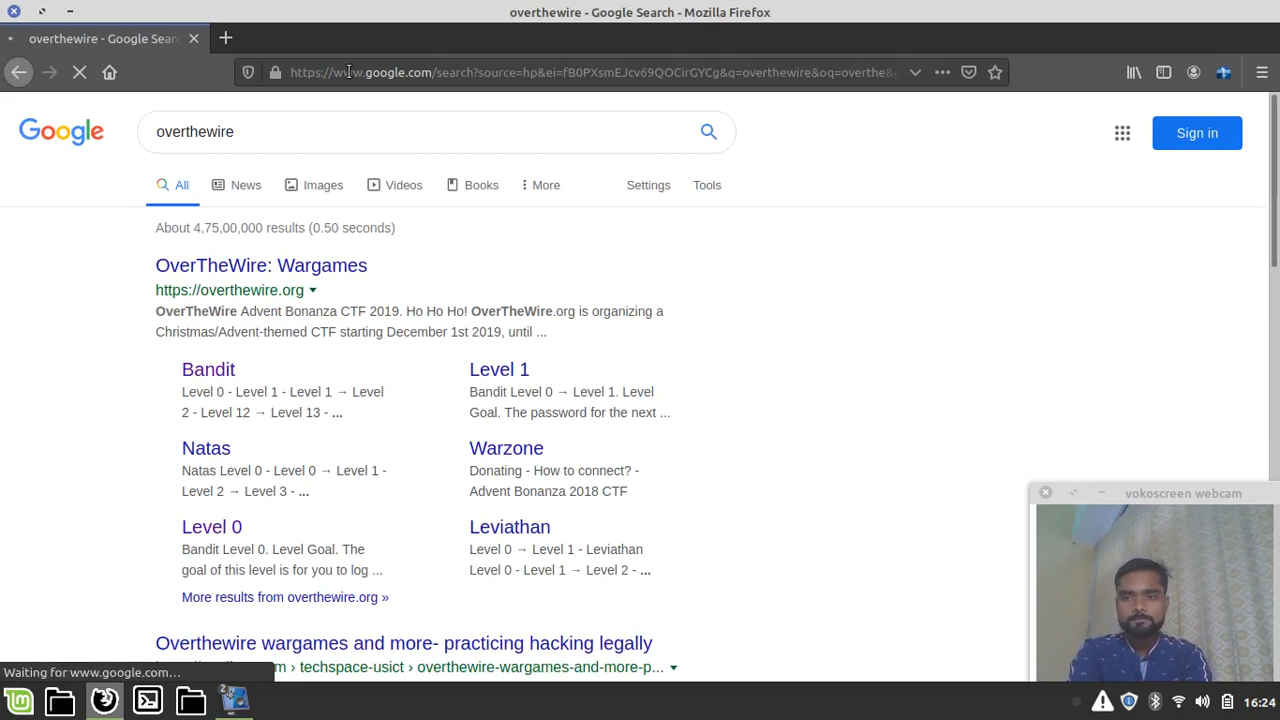 overthewire - Google Search - Mozilla Firefox
overthewire - Google Sear
https://www.google.com/search?source=hp&ei=fB0PXsmEJcv69QOCirGYCg&q=overthewire&oq=overthe&
Google
overthewire
Sign in
All
News
Images
Videos
Books
More
Settings
Tools
About 4,75,00,000 results (0.50 seconds)
OverTheWire: Wargames
https://overthewire.org
OverTheWire Advent Bonanza CTF 2019. Ho Ho Ho! OverTheWire.org is organizing a
Christmas/Advent-themed CTF starting December 1st 2019, until ...
Bandit
Level 0 - Level 1 - Level 1 → Level
2 - Level 12 → Level 13 - ...
Level 1
Bandit Level 0 → Level 1. Level
Goal. The password for the next ...
Natas
Natas Level 0 - Level 0 → Level 1 -
Level 2 → Level 3 - ...
Warzone
Donating - How to connect? -
Advent Bonanza 2018 CTF
Level 0
Bandit Level 0. Level Goal. The
goal of this level is for you to log ...
Leviathan
Level 0 → Level 1 - Leviathan
Level 0 - Level 1 → Level 2 - ...
More results from overthewire.org »
Overthewire wargames and more- practicing hacking legally
m › techspace-usict › overthewire-wargames-and-more-p...
Waiting for www.google.com...
vokoscreen webcam
2
16:24